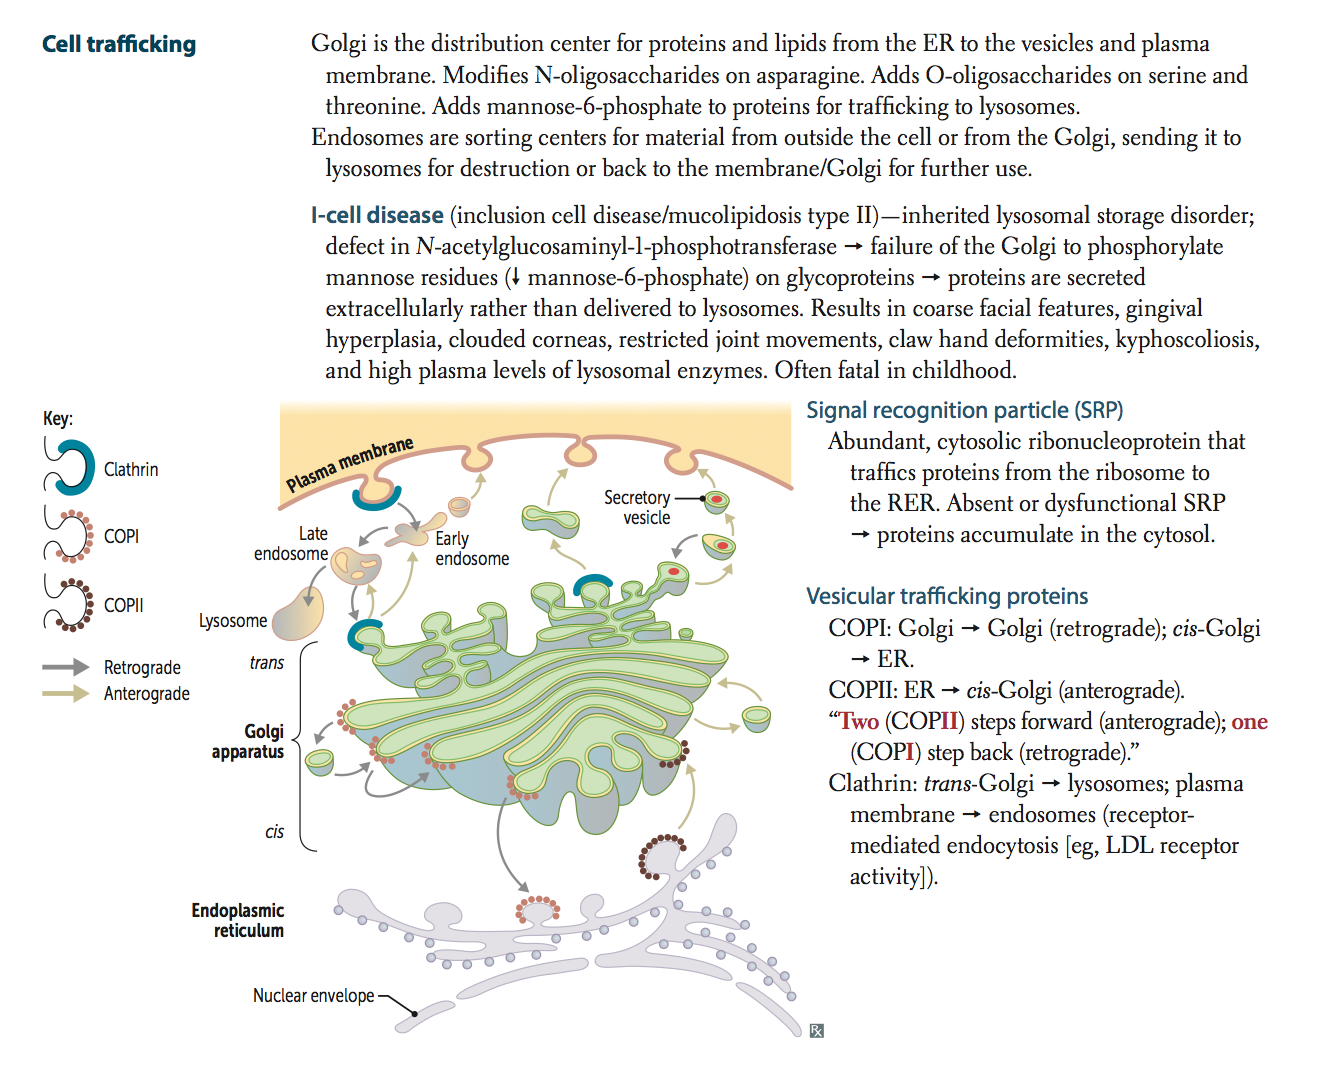 Cell trafficking
Golgi is the distribution center for proteins and lipids from the ER to the vesicles and plasma
membrane. Modifies N-oligosaccharides on asparagine. Adds O-oligosaccharides on serine and
threonine. Adds mannose-6-phosphate to proteins for trafficking to lysosomes.
Endosomes are sorting centers for material from outside the cell or from the Golgi, sending it to
lysosomes for destruction or back to the membrane/Golgi for further use.
I-cell disease (inclusion cell disease/mucolipidosis type II)—inherited lysosomal storage disorder;
defect in N-acetylglucosaminyl-1-phosphotransferase → failure of the Golgi to phosphorylate
mannose residues (↓ mannose-6-phosphate) on glycoproteins → proteins are secreted
extracellularly rather than delivered to lysosomes. Results in coarse facial features, gingival
hyperplasia, clouded corneas, restricted joint movements, claw hand deformities, kyphoscoliosis,
and high plasma levels of lysosomal enzymes. Often fatal in childhood.
Key:
Clathrin
COPI
COPII
Retrograde
Anterograde
Plasma membrane
Secretory
vesicle
Late
endosome
Early
endosome
Lysosome
trans
Golgi
apparatus
cis
Endoplasmic
reticulum
Nuclear envelope
Rx
Signal recognition particle (SRP)
Abundant, cytosolic ribonucleoprotein that
traffics proteins from the ribosome to
the RER. Absent or dysfunctional SRP
→ proteins accumulate in the cytosol.
Vesicular trafficking proteins
COPI: Golgi → Golgi (retrograde); cis-Golgi
→ ER.
COPII: ER → cis-Golgi (anterograde).
“Two (COPII) steps forward (anterograde); one
(COPI) step back (retrograde).”
Clathrin: trans-Golgi → lysosomes; plasma
membrane → endosomes (receptor-
mediated endocytosis [eg, LDL receptor
activity]).